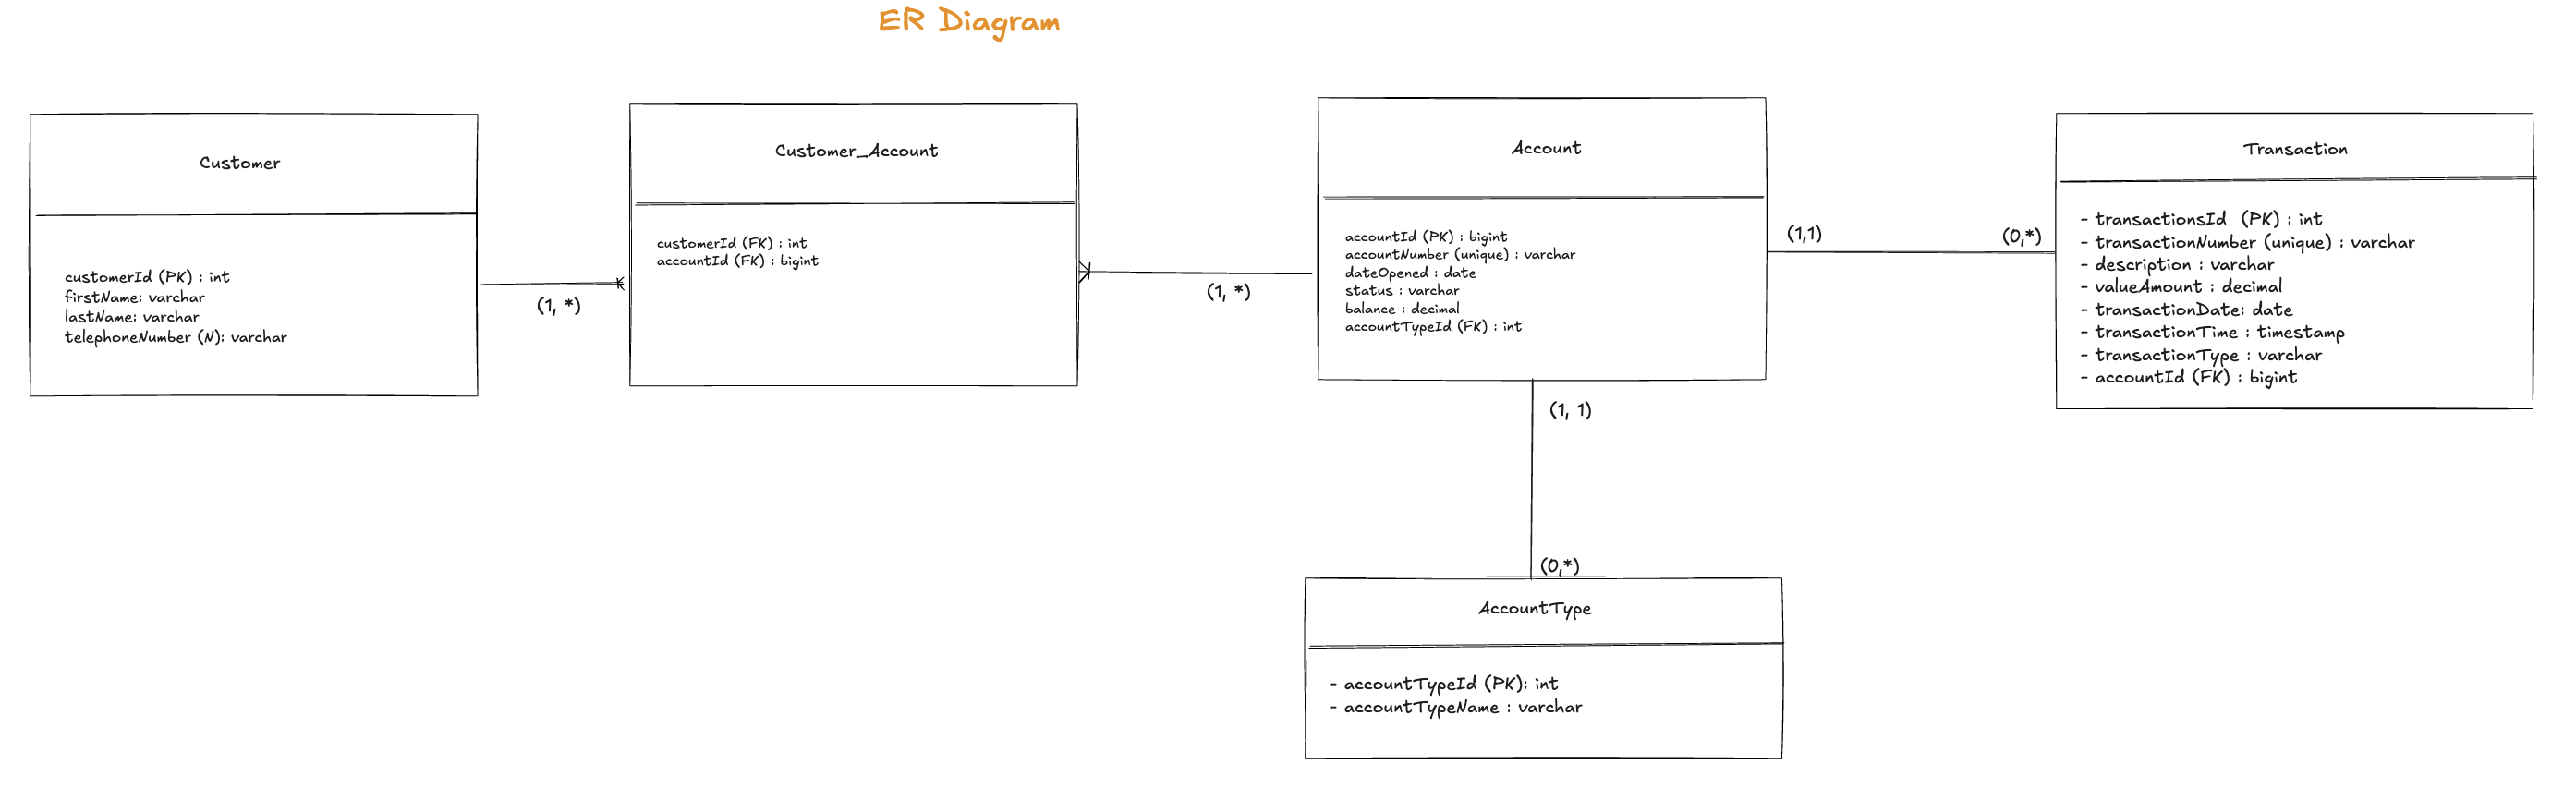 ER Diagram
Customer
customerId (PK) : int
firstName: varchar
lastName: varchar
telephoneNumber (N): varchar
(1, *)
Customer_Account
customerId (FK) : int
accountId (FK) : bigint
(1, *)
Account
accountId (PK) : bigint
accountNumber (unique) : varchar
dateOpened : date
status : varchar
balance : decimal
accountTypeId (FK) : int
(1,1)
(0,*)
Transaction
- transactionsId (PK) : int
- transactionNumber (unique) : varchar
- description : varchar
- valueAmount : decimal
- transactionDate: date
- transactionTime : timestamp
- transactionType : varchar
- accountId (FK) : bigint
(1, 1)
(0,*)
AccountType
- accountTypeId (PK): int
- accountTypeName : varchar